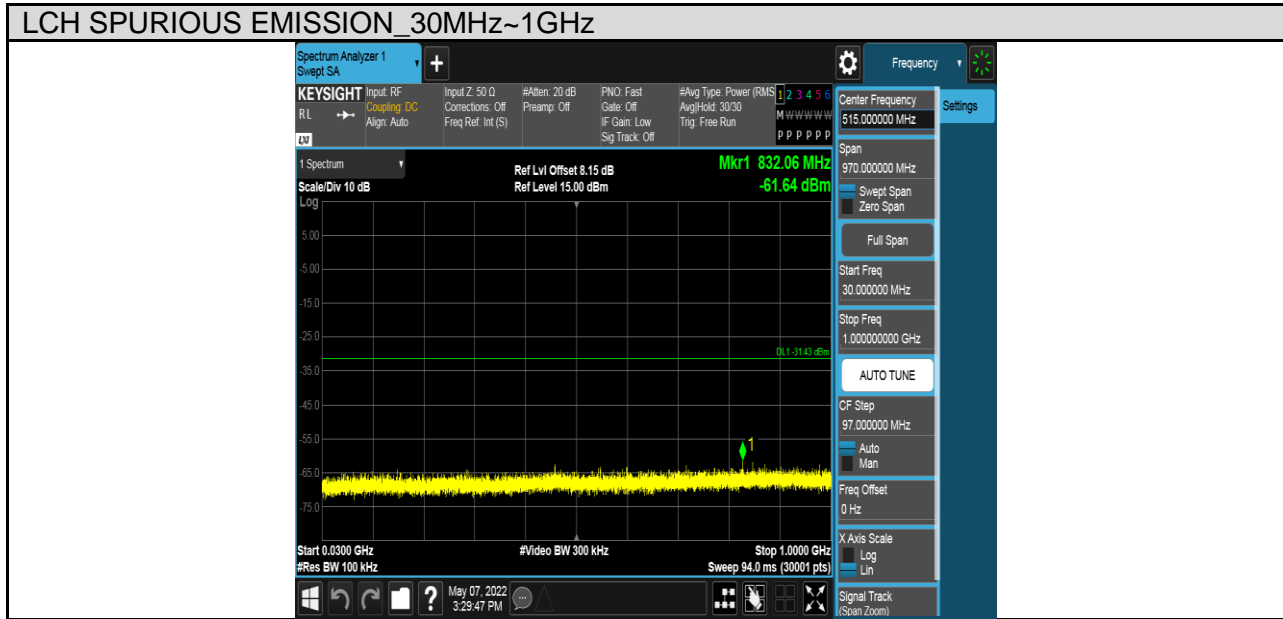 LCH SPURIOUS EMISSION_30MHz~1GHz
Spectrum Analyzer 1
Swept SA
+
Frequency
KEYSIGHT
RL
LXI
Input: RF
Coupling: DC
Align: Auto
Input Z: 50 Ω
Corrections: Off
Freq Ref: Int (S)
#Atten: 20 dB
Preamp: Off
PNO: Fast
Gate: Off
IF Gain: Low
Sig Track: Off
#Avg Type: Power (RMS
Avg|Hold: 30/30
Trig: Free Run
1 2 3 4 5 6
M W W W W W
P P P P P P
Center Frequency
515.000000 MHz
Settings
1 Spectrum
Scale/Div 10 dB
Ref Lvl Offset 8.15 dB
Ref Level 15.00 dBm
Mkr1 832.06 MHz
-61.64 dBm
Span
970.000000 MHz
Swept Span
Zero Span
Full Span
Start Freq
30.000000 MHz
Stop Freq
1.000000000 GHz
AUTO TUNE
CF Step
97.000000 MHz
Auto
Man
Freq Offset
0 Hz
X Axis Scale
Log
Lin
Signal Track
(Span Zoom)
Log
5.00
-5.00
-15.0
-25.0
DL1 -31.43 dBm
-35.0
-45.0
-55.0
1
-65.0
-75.0
Start 0.0300 GHz
#Video BW 300 kHz
Stop 1.0000 GHz
#Res BW 100 kHz
Sweep 94.0 ms (30001 pts)
?
May 07, 2022
3:29:47 PM